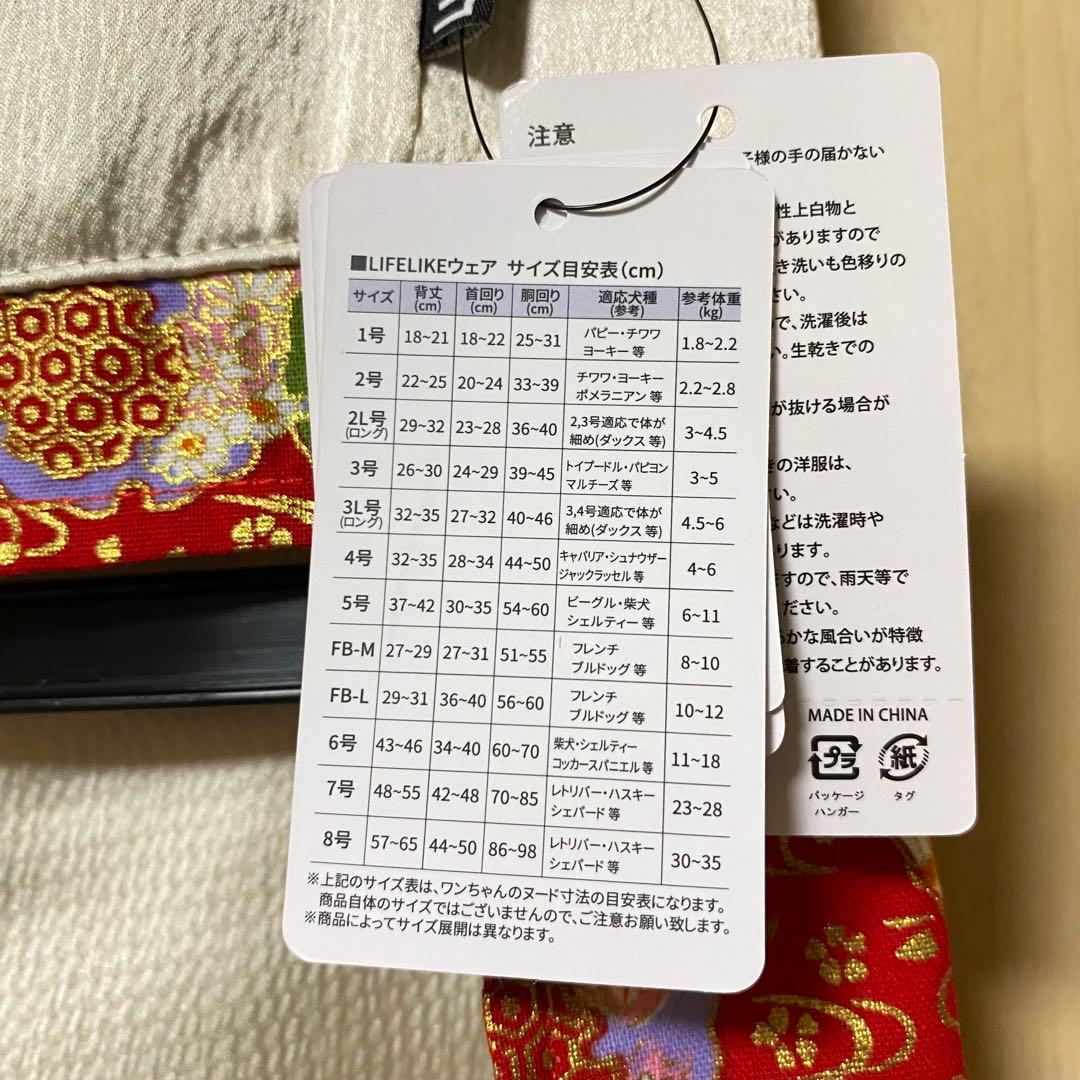 注意
子様の手の届かない
性上白物と
がありますので
き洗いも色移りの
さい。
で、洗濯後は
い。生乾きでの
が抜ける場合が
きの洋服は、
い。
などは洗濯時や
ります。
ますので、雨天等で
ださい。
らかな風合いが特徴
着することがあります。
MADE IN CHINA
プラ 紙
パッケージ タグ
ハンガー
■LIFELIKEウェア サイズ目安表(cm)
サイズ 背丈(cm) 首回り(cm) 胴回り(cm) 適応犬種(参考) 参考体重(kg)
1号 18~21 18~22 25~31 パピー・チワワ ヨーキー 等 1.8~2.2
2号 22~25 20~24 33~39 チワワ・ヨーキー ポメラニアン 等 2.2~2.8
2L号(ロング) 29~32 23~28 36~40 2,3号適応で体が 細め(ダックス 等) 3~4.5
3号 26~30 24~29 39~45 トイプードル・パピヨン マルチーズ 等 3~5
3L号(ロング) 32~35 27~32 40~46 3,4号適応で体が 細め(ダックス 等) 4.5~6
4号 32~35 28~34 44~50 キャバリア・シュナウザー ジャックラッセル 等 4~6
5号 37~42 30~35 54~60 ビーグル・柴犬 シェルティー 等 6~11
FB-M 27~29 27~31 51~55 フレンチ ブルドッグ 等 8~10
FB-L 29~31 36~40 56~60 フレンチ ブルドッグ 等 10~12
6号 43~46 34~40 60~70 柴犬・シェルティー コッカースパニエル 等 11~18
7号 48~55 42~48 70~85 レトリバー・ハスキー シェパード 等 23~28
8号 57~65 44~50 86~98 レトリバー・ハスキー シェパード 等 30~35
※上記のサイズ表は、ワンちゃんのヌード寸法の目安表になります。
商品自体のサイズではございませんので、ご注意お願い致します。
※商品によってサイズ展開は異なります。